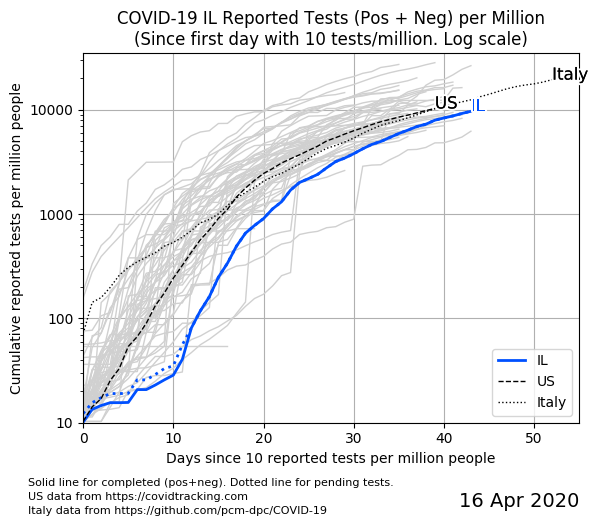 COVID-19 IL Reported Tests (Pos + Neg) per Million
(Since first day with 10 tests/million. Log scale)
Cumulative reported tests per million people
10000
1000
100
10
Italy
US
IL
IL
US
Italy
0
10
20
30
40
50
Days since 10 reported tests per million people
Solid line for completed (pos+neg). Dotted line for pending tests.
US data from https://covidtracking.com
Italy data from https://github.com/pcm-dpc/COVID-19
16 Apr 2020